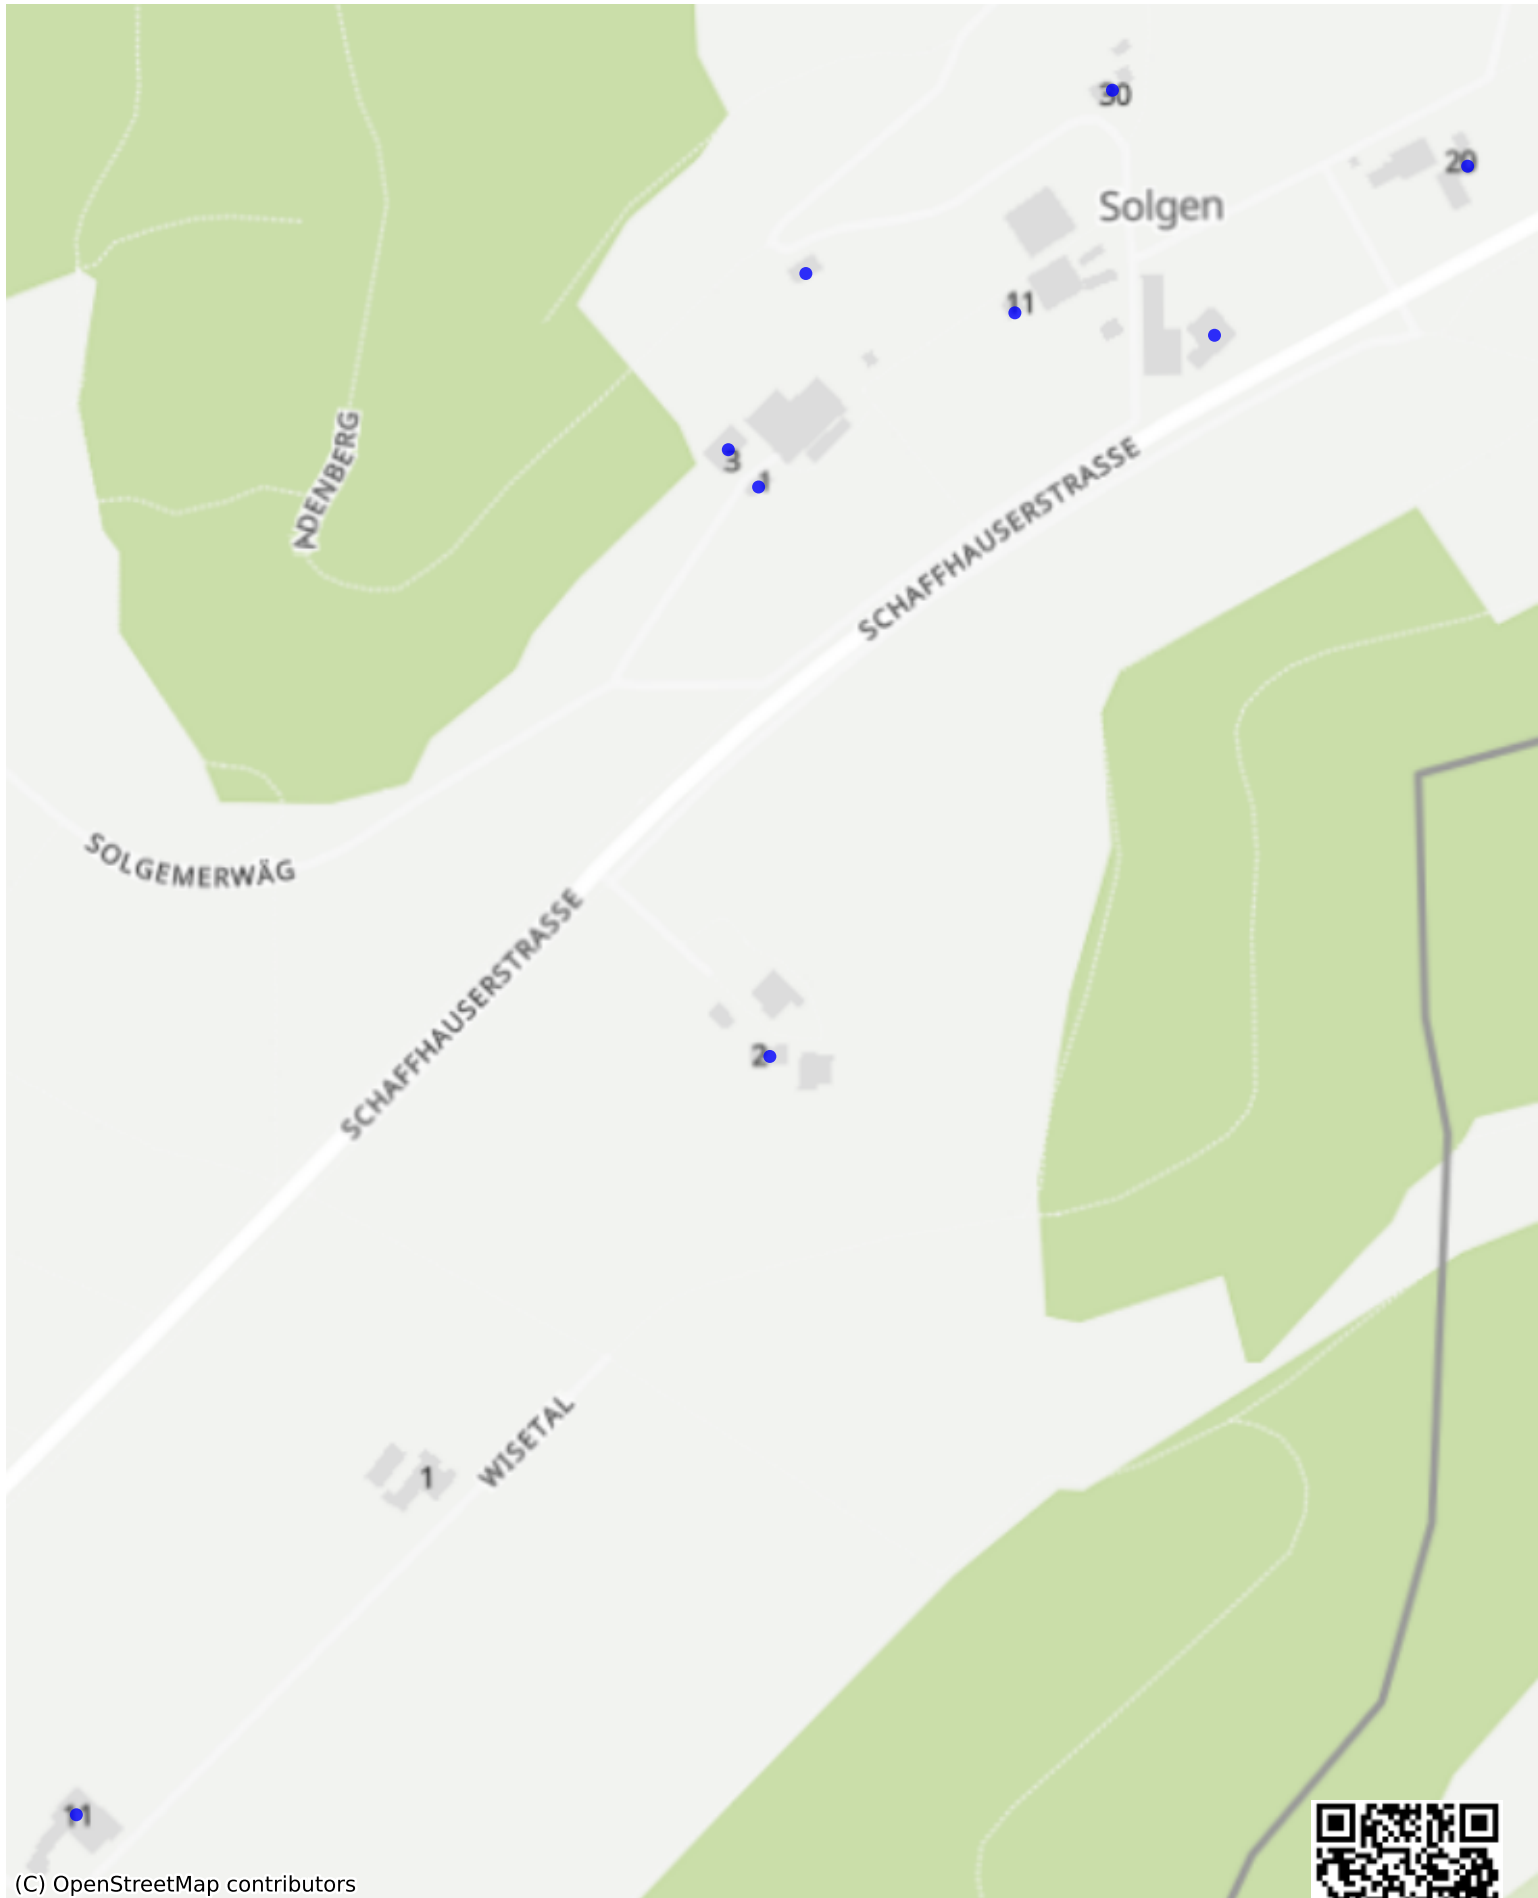 30
20
Solgen
11
3
ADENBERG
SCHAFFHAUSERSTRASSE
SOLGEMERWÄG
SCHAFFHAUSERSTRASSE
2
WISETAL
1
11
(C) OpenStreetMap contributors